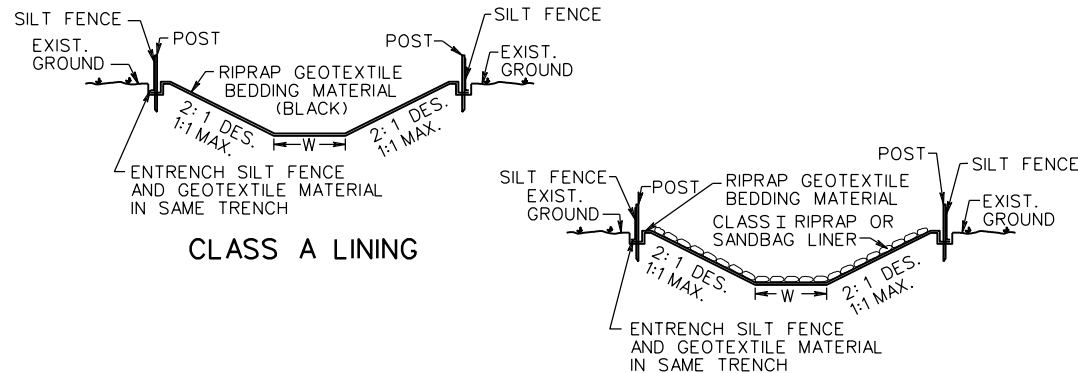 SILT FENCE
POST
EXIST.
GROUND
RIPRAP GEOTEXTILE
BEDDING MATERIAL
(BLACK)
POST
SILT FENCE
EXIST.
GROUND
2:1 DES.
1:1 MAX.
W
2:1 DES.
1:1 MAX.
ENTRENCH SILT FENCE
AND GEOTEXTILE MATERIAL
IN SAME TRENCH
CLASS A LINING
SILT FENCE
POST
EXIST.
GROUND
RIPRAP GEOTEXTILE
BEDDING MATERIAL
CLASS I RIPRAP OR
SANDBAG LINER
POST
SILT FENCE
EXIST.
GROUND
2:1 DES.
1:1 MAX.
W
2:1 DES.
1:1 MAX.
ENTRENCH SILT FENCE
AND GEOTEXTILE MATERIAL
IN SAME TRENCH